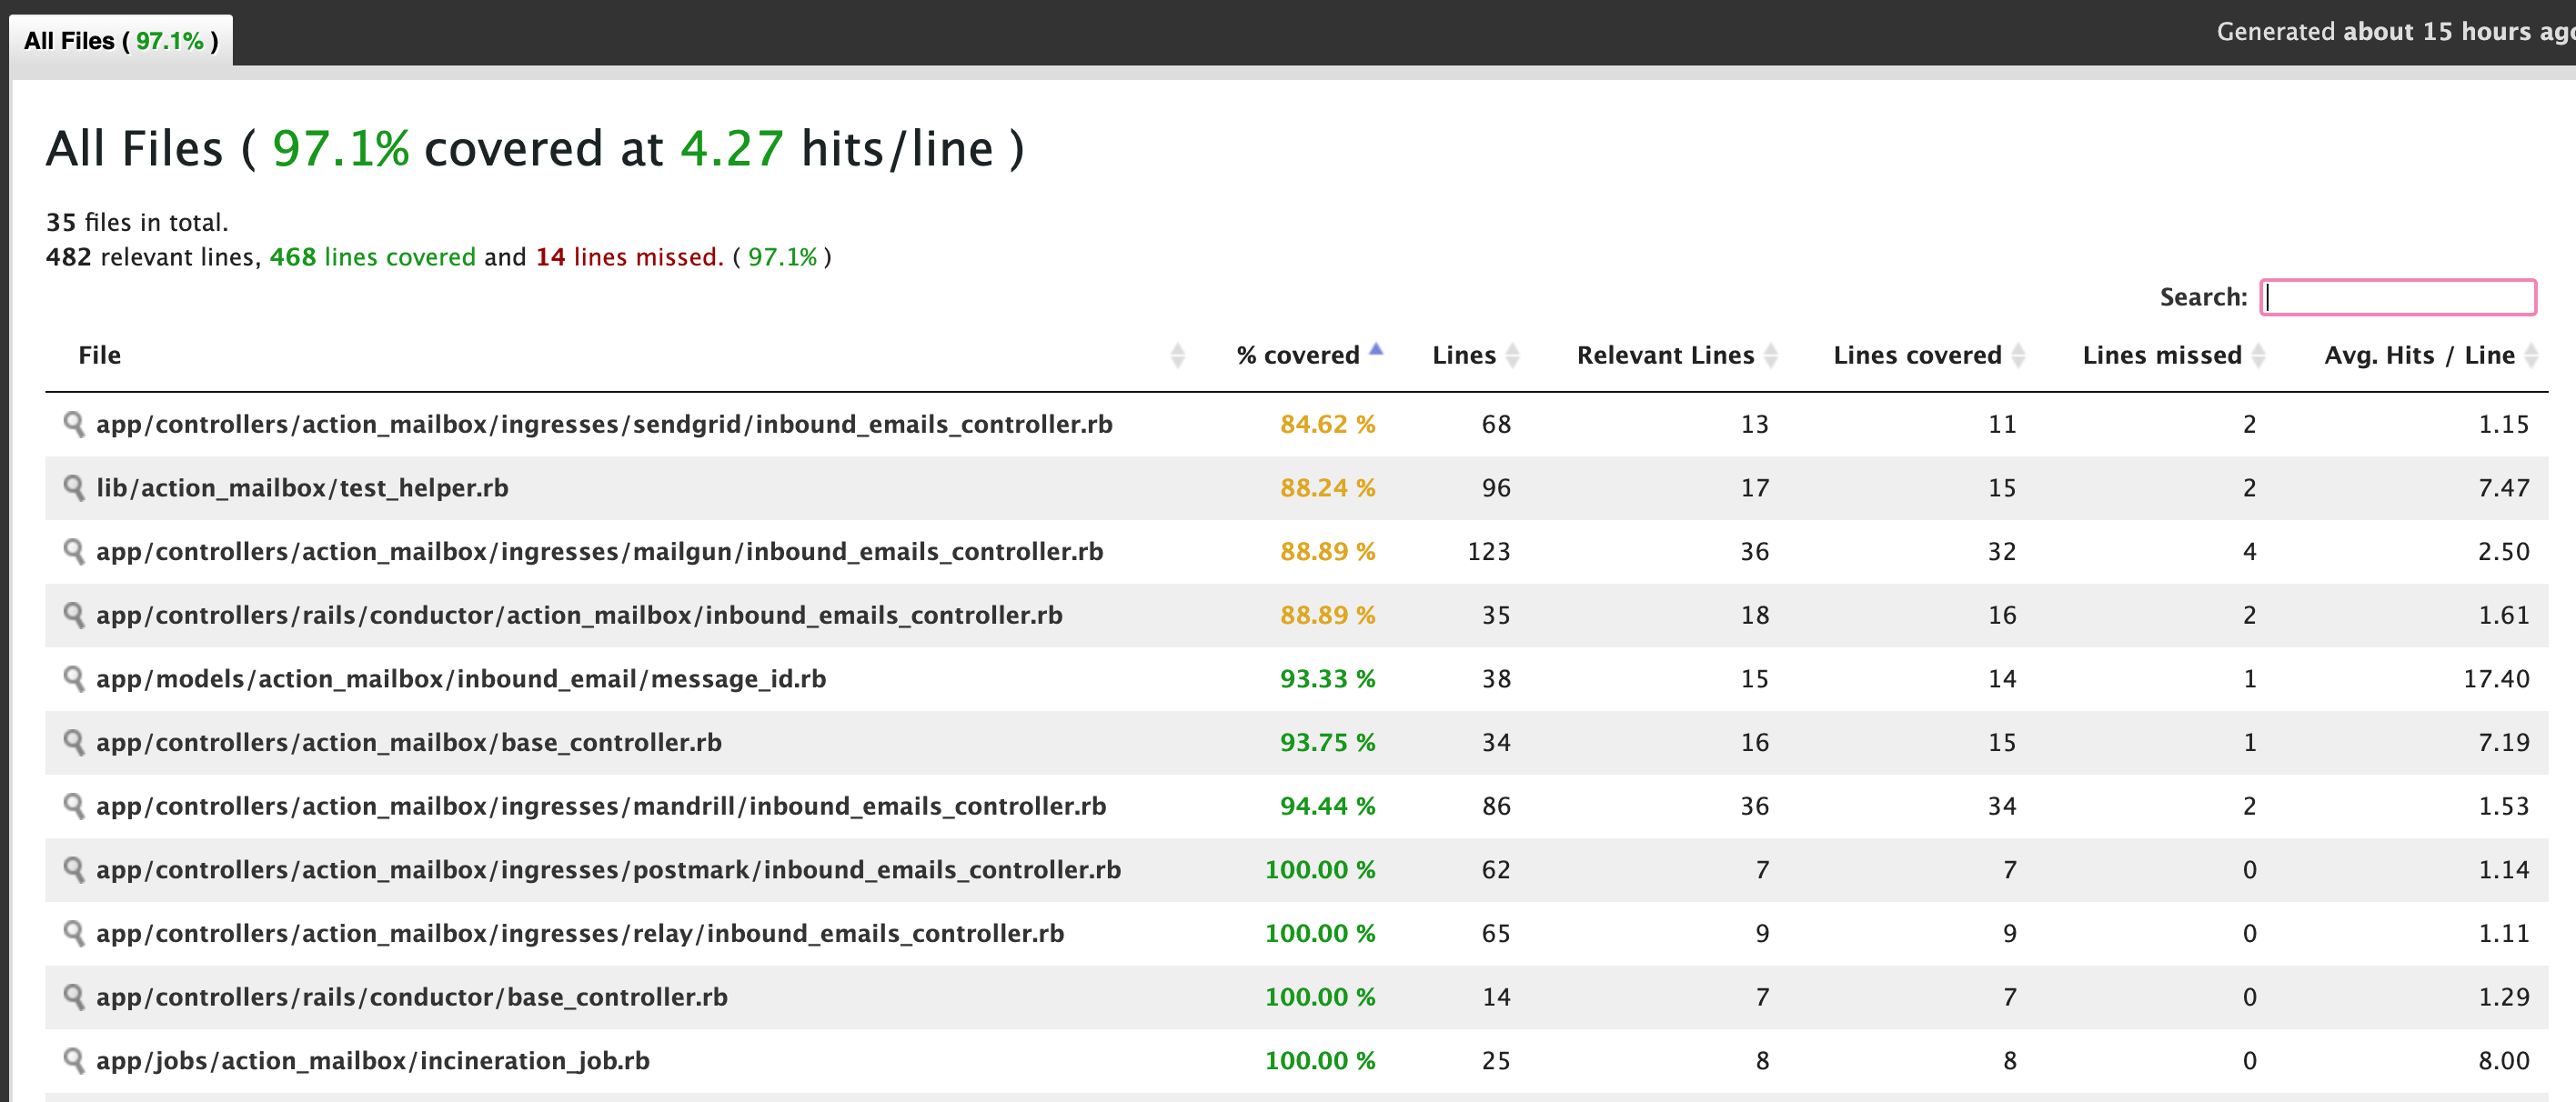 All Files ( 97.1% )
Generated about 15 hours ago
All Files ( 97.1% covered at 4.27 hits/line )
35 files in total.
482 relevant lines, 468 lines covered and 14 lines missed. ( 97.1% )
Search:
File % covered Lines Relevant Lines Lines covered Lines missed Avg. Hits / Line
app/controllers/action_mailbox/ingresses/sendgrid/inbound_emails_controller.rb 84.62 % 68 13 11 2 1.15
lib/action_mailbox/test_helper.rb 88.24 % 96 17 15 2 7.47
app/controllers/action_mailbox/ingresses/mailgun/inbound_emails_controller.rb 88.89 % 123 36 32 4 2.50
app/controllers/rails/conductor/action_mailbox/inbound_emails_controller.rb 88.89 % 35 18 16 2 1.61
app/models/action_mailbox/inbound_email/message_id.rb 93.33 % 38 15 14 1 17.40
app/controllers/action_mailbox/base_controller.rb 93.75 % 34 16 15 1 7.19
app/controllers/action_mailbox/ingresses/mandrill/inbound_emails_controller.rb 94.44 % 86 36 34 2 1.53
app/controllers/action_mailbox/ingresses/postmark/inbound_emails_controller.rb 100.00 % 62 7 7 0 1.14
app/controllers/action_mailbox/ingresses/relay/inbound_emails_controller.rb 100.00 % 65 9 9 0 1.11
app/controllers/rails/conductor/base_controller.rb 100.00 % 14 7 7 0 1.29
app/jobs/action_mailbox/incineration_job.rb 100.00 % 25 8 8 0 8.00